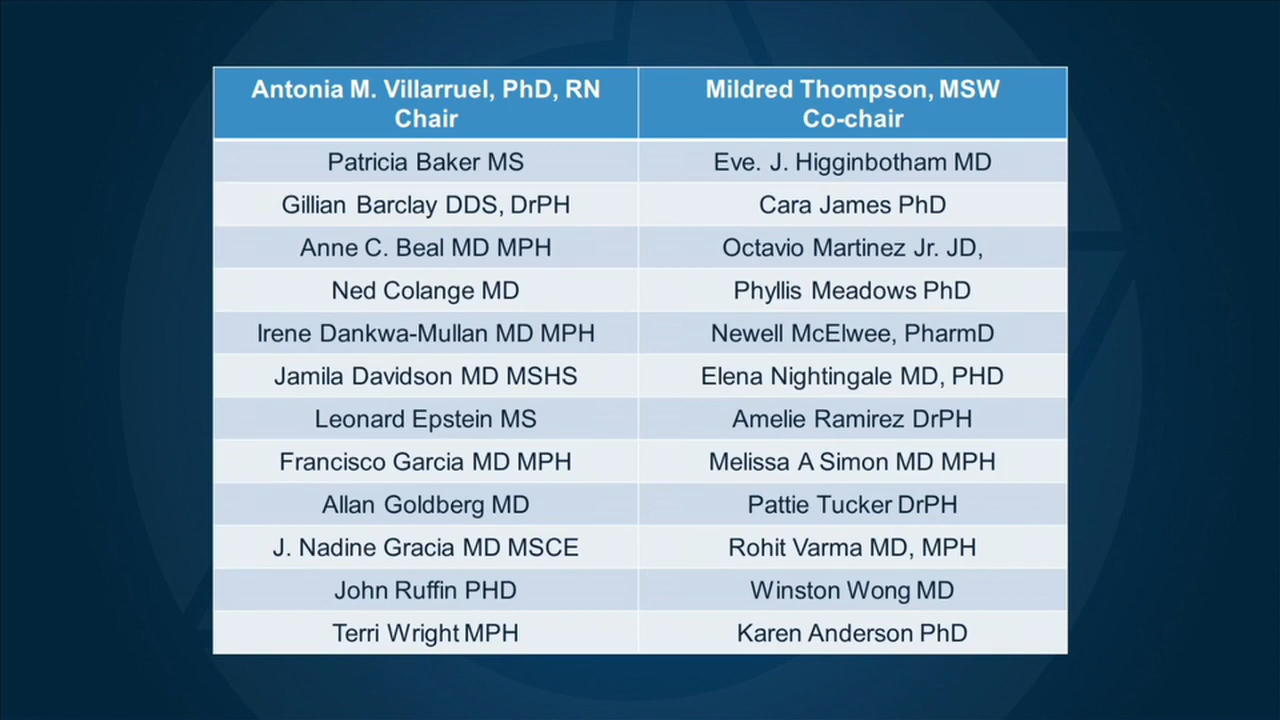 Antonia M. Villarruel, PhD, RN
Chair
Mildred Thompson, MSW
Co-chair
Patricia Baker MS
Eve. J. Higginbotham MD
Gillian Barclay DDS, DrPH
Cara James PhD
Anne C. Beal MD MPH
Octavio Martinez Jr. JD,
Ned Colange MD
Phyllis Meadows PhD
Irene Dankwa-Mullan MD MPH
Newell McElwee, PharmD
Jamila Davidson MD MSHS
Elena Nightingale MD, PHD
Leonard Epstein MS
Amelie Ramirez DrPH
Francisco Garcia MD MPH
Melissa A Simon MD MPH
Allan Goldberg MD
Pattie Tucker DrPH
J. Nadine Gracia MD MSCE
Rohit Varma MD, MPH
John Ruffin PHD
Winston Wong MD
Terri Wright MPH
Karen Anderson PhD